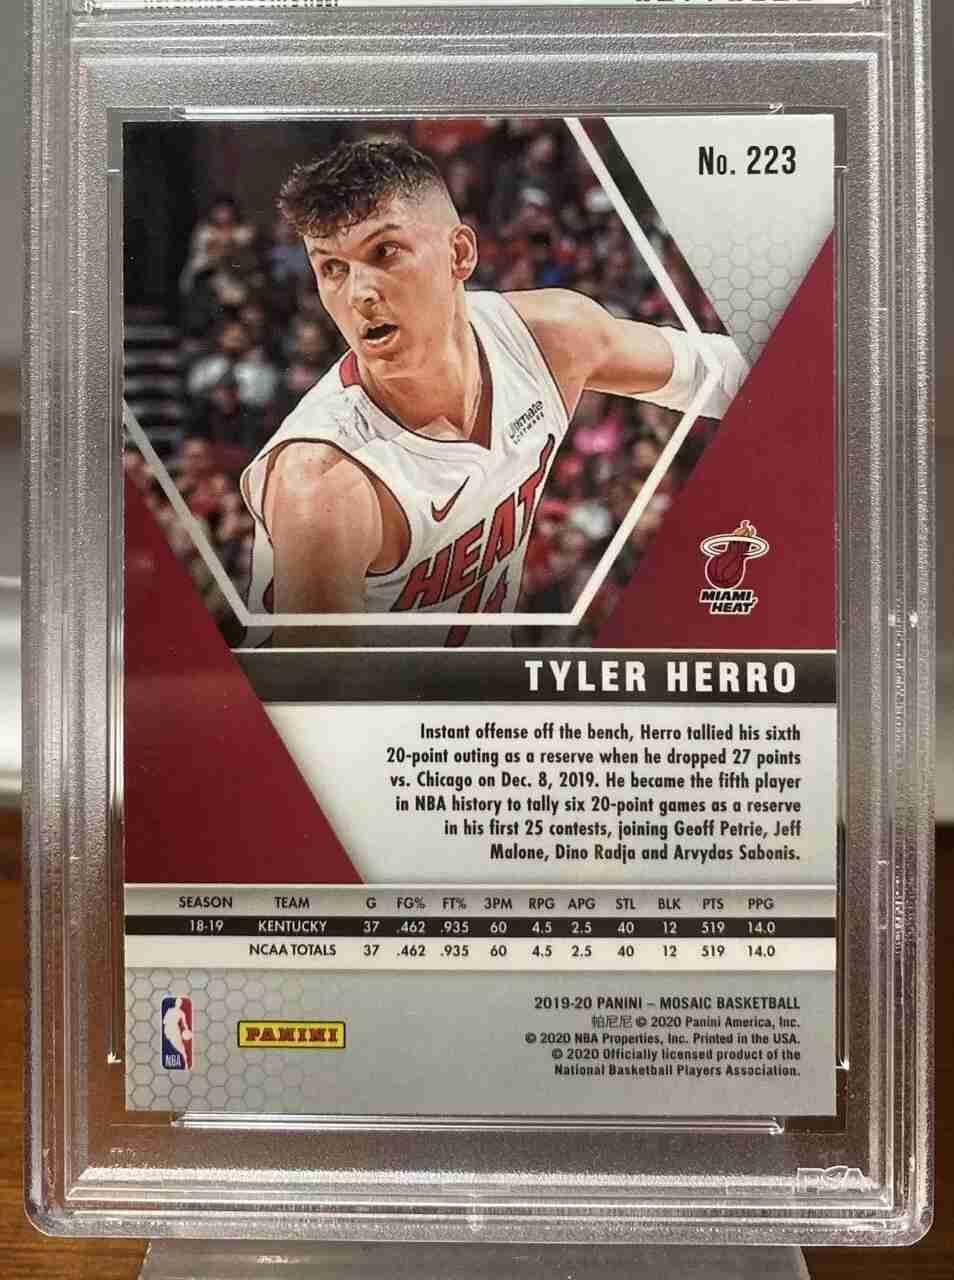 No. 223
Ultimate
SOFTWARE
HEAT
14
MIAMI
HEAT
TYLER HERRO
Instant offense off the bench, Herro tallied his sixth
20-point outing as a reserve when he dropped 27 points
vs. Chicago on Dec. 8, 2019. He became the fifth player
in NBA history to tally six 20-point games as a reserve
in his first 25 contests, joining Geoff Petrie, Jeff
Malone, Dino Radja and Arvydas Sabonis.
SEASON TEAM G FG% FT% 3PM RPG APG STL BLK PTS PPG
18-19 KENTUCKY 37 .462 .935 60 4.5 2.5 40 12 519 14.0
NCAA TOTALS 37 .462 .935 60 4.5 2.5 40 12 519 14.0
NBA
PANINI
2019-20 PANINI – MOSAIC BASKETBALL
帕尼尼 © 2020 Panini America, Inc.
© 2020 NBA Properties, Inc. Printed in the USA.
© 2020 Officially licensed product of the
National Basketball Players Association.
PSA